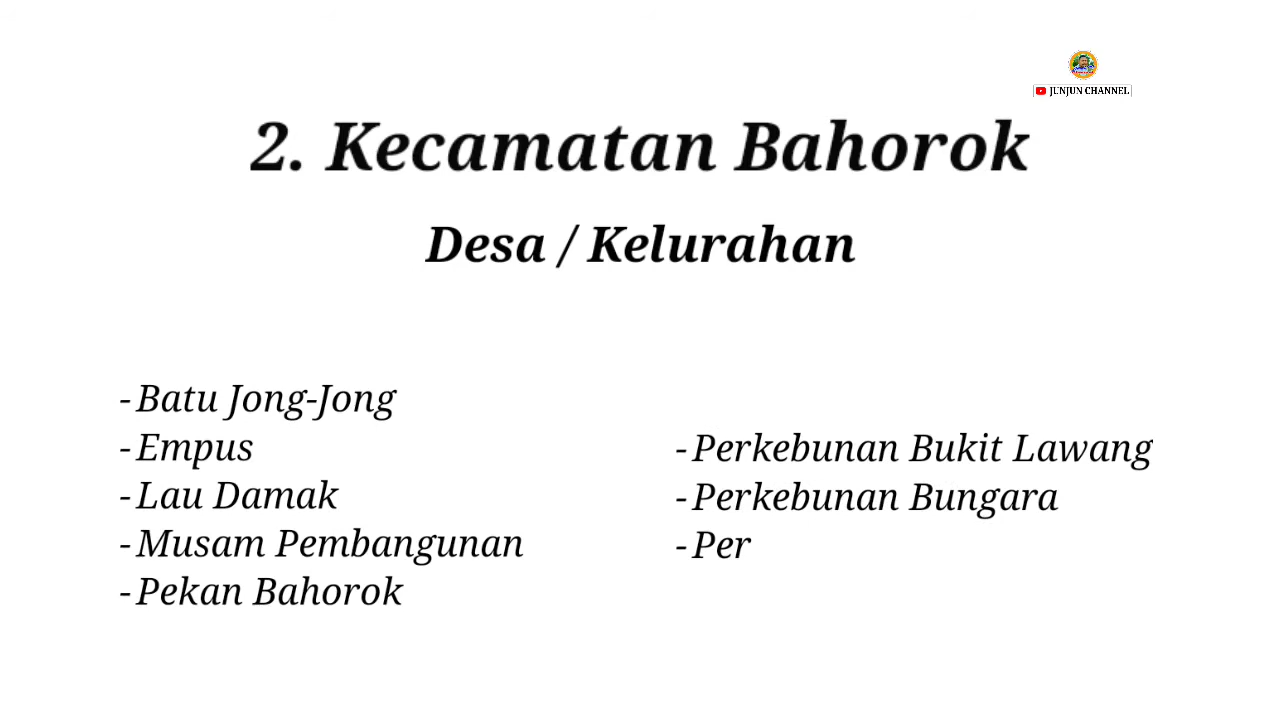 JUNJUN CHANNEL
2. Kecamatan Bahorok
Desa / Kelurahan
- Batu Jong-Jong
- Empus
- Lau Damak
- Musam Pembangunan
- Pekan Bahorok
- Perkebunan Bukit Lawang
- Perkebunan Bungara
- Per